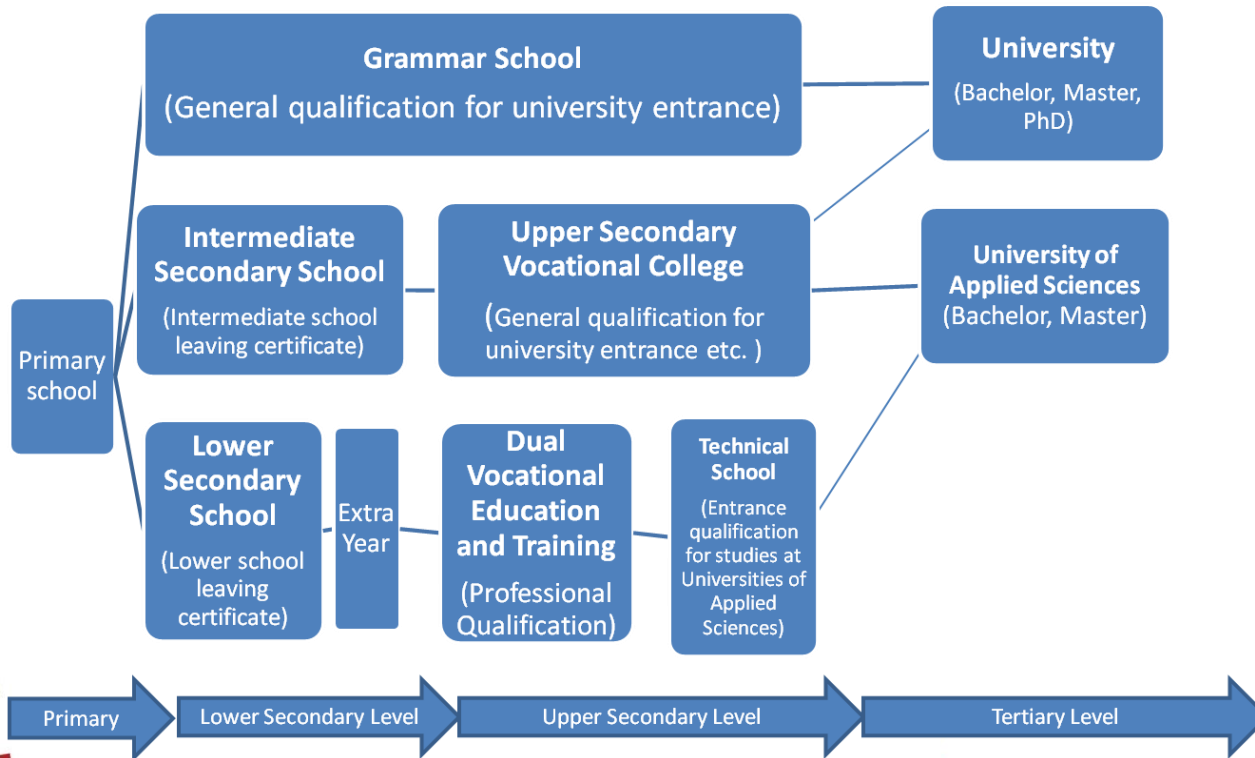 Grammar School
(General qualification for university entrance)
University
(Bachelor, Master,
PhD)
Intermediate
Secondary School
(Intermediate school
leaving certificate)
Upper Secondary
Vocational College
(General qualification for
university entrance etc. )
University of
Applied Sciences
(Bachelor, Master)
Primary
school
Lower
Secondary
School
(Lower school
leaving
certificate)
Extra
Year
Dual
Vocational
Education
and Training
(Professional
Qualification)
Technical
School
(Entrance
qualification
for studies at
Universities of
Applied
Sciences)
Primary
Lower Secondary Level
Upper Secondary Level
Tertiary Level